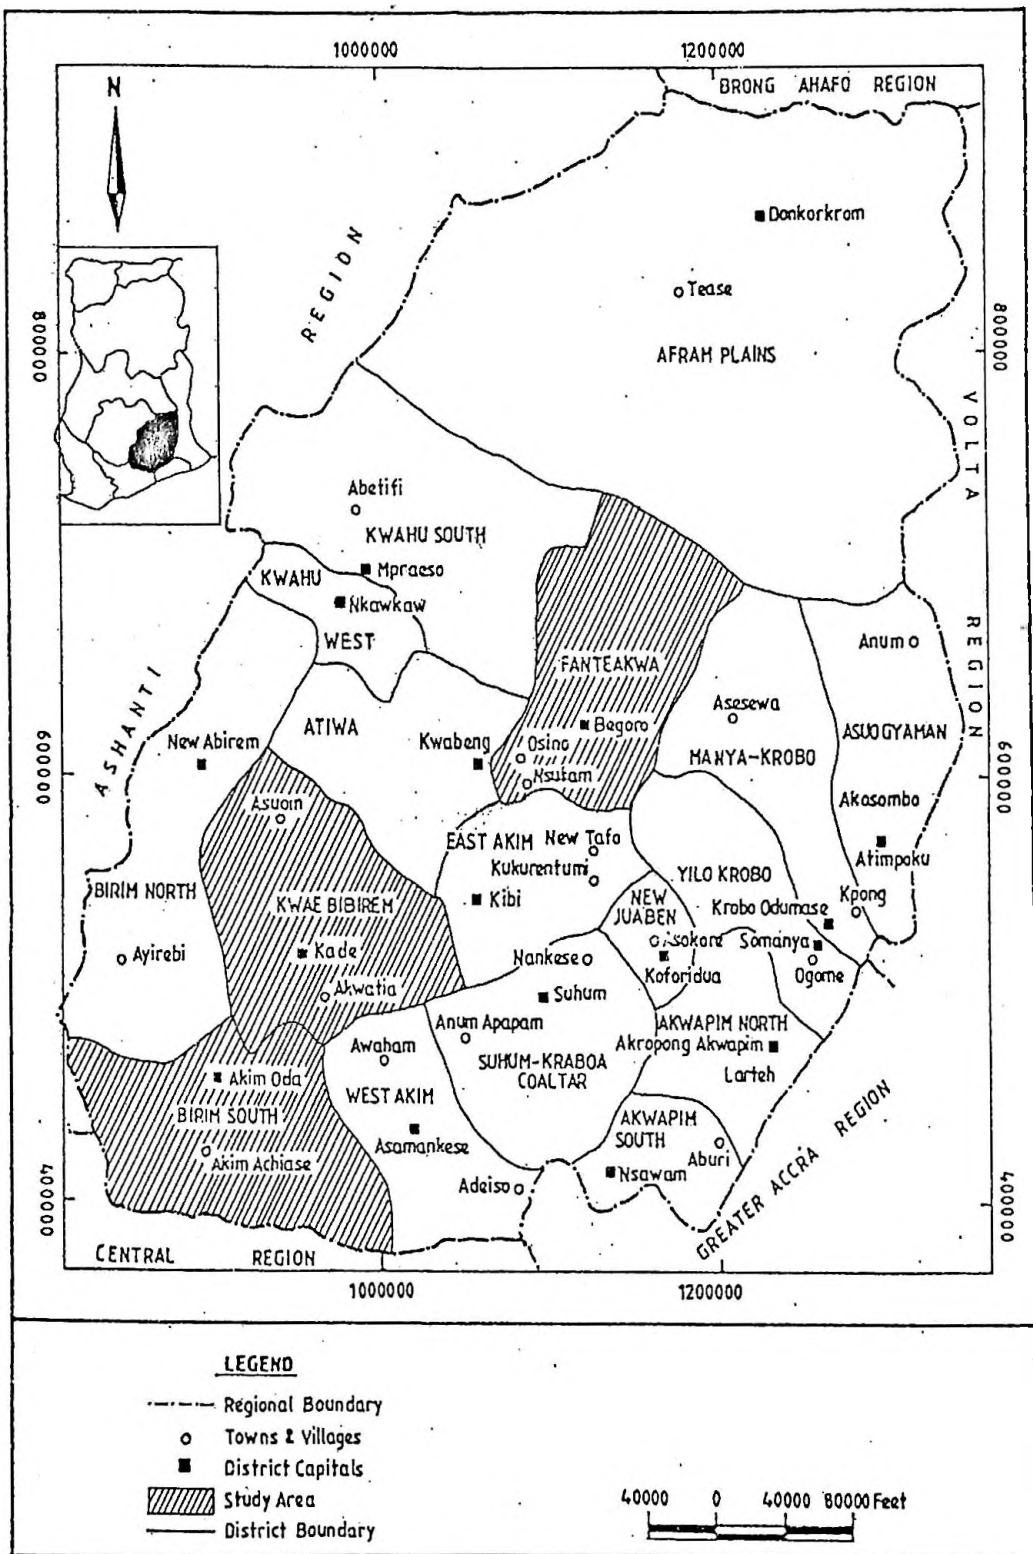 1000000
1200000
N
BRONG AHAFO REGION
Donkorkrom
REGION
Tease
800000
800000
AFRAM PLAINS
VOLTA
Abetifi
KWAHU SOUTH
KWAHU
Mpraeso
Nkawkaw
WEST
REGION
Anum
FANTEAKWA
ASHANTI
Asesewa
Begoro
ATIWA
ASUOGYAMAN
New Abirem
Kwabeng
Osino
MANYA-KROBO
600000
600000
Nsutam
Akosombo
Asuom
EAST AKIM
New Tafo
Atimpoku
Kukurentumi
YILO KROBO
BIRIM NORTH
KWAE BIBIREM
Kibi
NEW
JUABEN
Kpong
Krobo Odumase
Asokore
Somanya
Ayirebi
Kade
Nankese
Koforidua
Ogome
Akwatia
Suhum
Anum Apapam
AKWAPIM NORTH
Awaham
Akropong Akwapim
SUHUM-KRABOA
COALTAR
Akim Oda
Larteh
WEST AKIM
BIRIM SOUTH
AKWAPIM
SOUTH
Asamankese
Aburi
Akim Achiase
Nsawam
Adeiso
400000
400000
GREATER ACCRA REGION
CENTRAL REGION
1000000
1200000
LEGEND
Regional Boundary
Towns & Villages
District Capitals
Study Area
District Boundary
40000 0 40000 80000 Feet